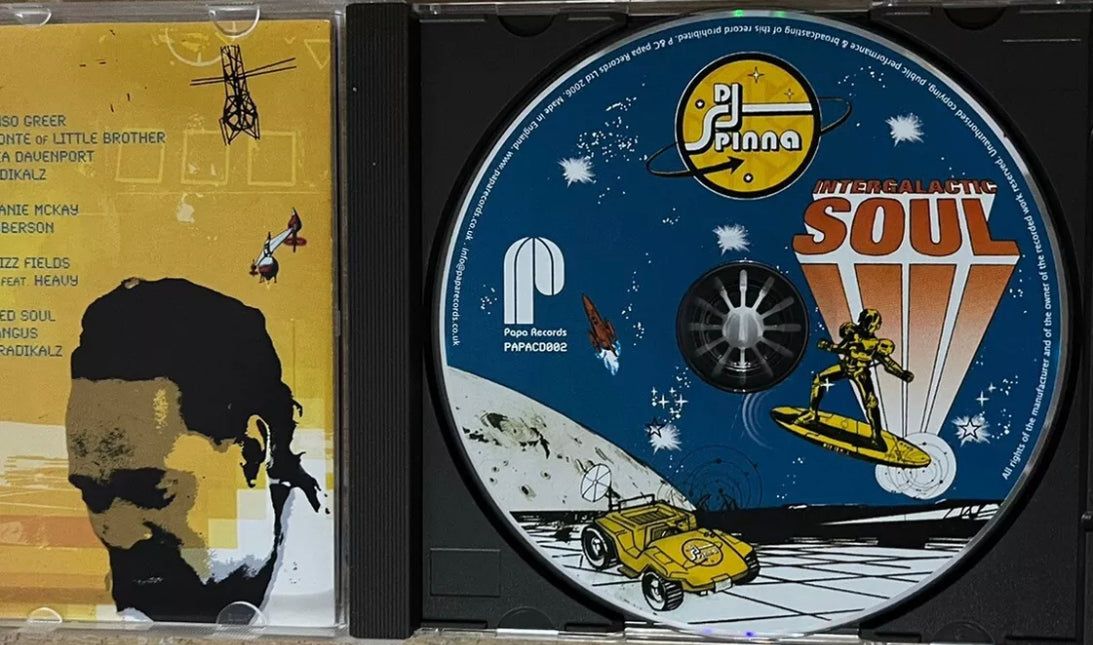 SO GREER
ONTE OF LITTLE BROTHER
A DAVENPORT
DIKALZ
ANIE MCKAY
BERSON
IZZ FIELDS
FEAT. HEAVY
ED SOUL
ANGUS
RADIKALZ
DJ
Spinna
INTERGALACTIC
SOUL
Papa Records
PAPACD002
All rights of the manufacturer and of the owner of the recorded work reserved. Unauthorised copying, public performance & broadcasting of this recording prohibited. P & C papa Records Ltd 2006. Made in England. www.paparecords.co.uk . info@paparecords.co.uk